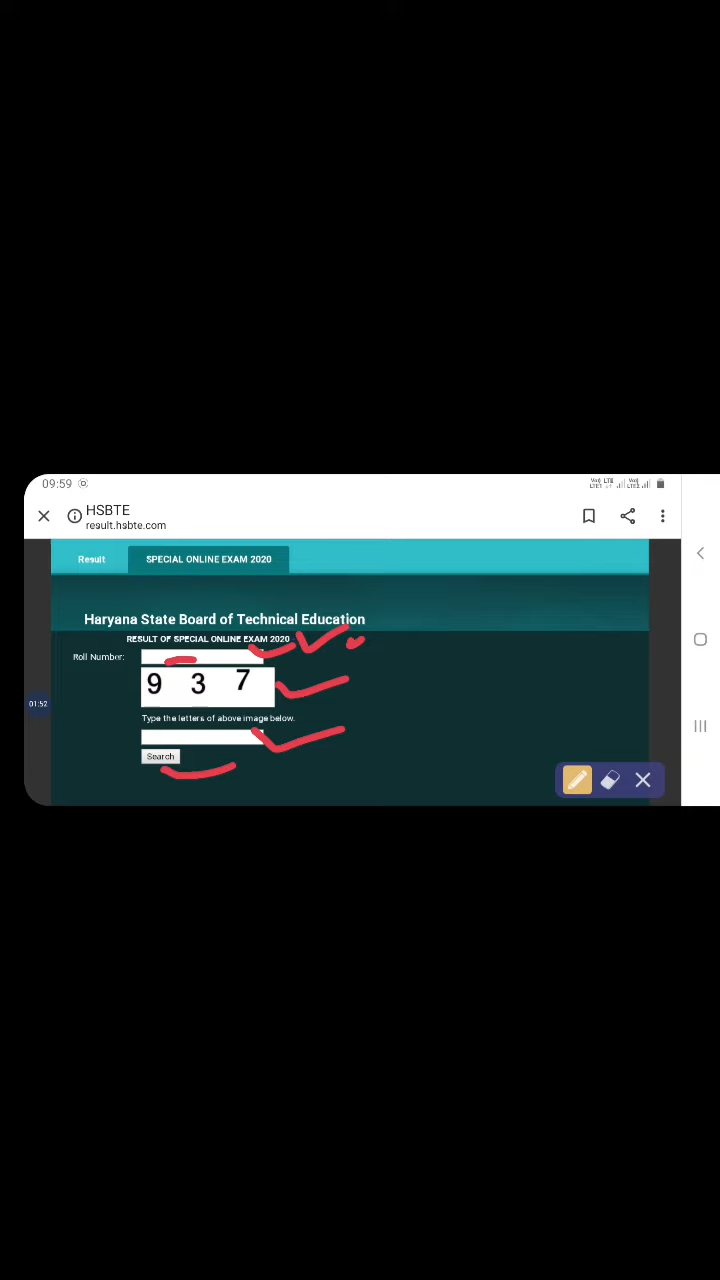 09:59
HSBTE
result.hsbte.com
Result
SPECIAL ONLINE EXAM 2020
Haryana State Board of Technical Education
RESULT OF SPECIAL ONLINE EXAM 2020
Roll Number:
9 3 7
01:52
Type the letters of above image below.
Search